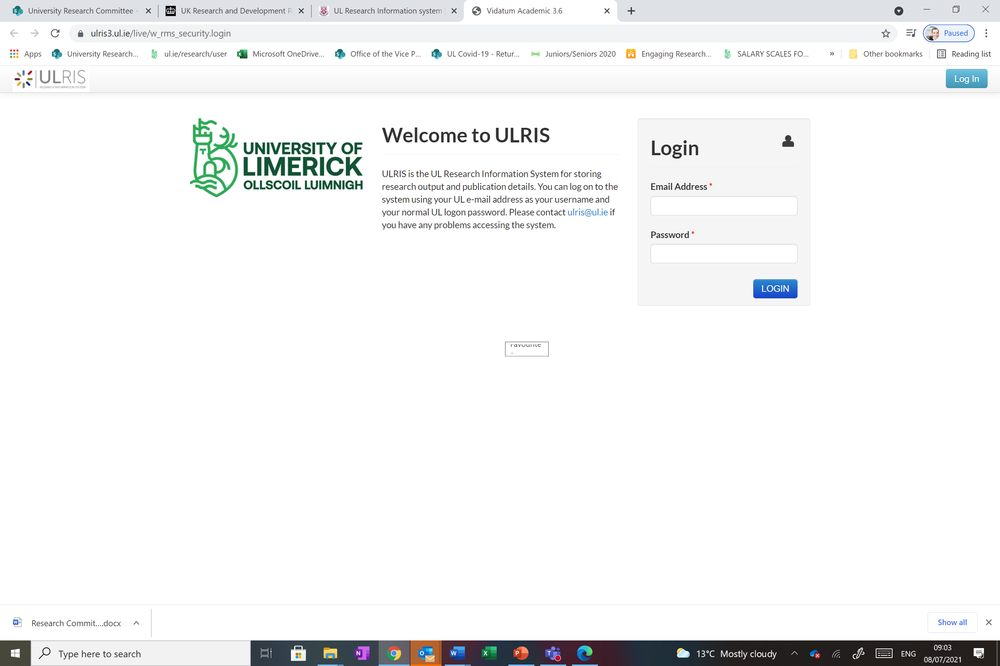 University Research Committee -
UK Research and Development R
UL Research Information system
Vidatum Academic 3.6
ulris3.ul.ie/live/w_rms_security.login
Paused
Apps
University Research...
ul.ie/research/user
Microsoft OneDrive...
Office of the Vice P...
UL Covid-19 - Retur...
Juniors/Seniors 2020
Engaging Research...
SALARY SCALES FO...
»
Other bookmarks
Reading list
ULRIS
RESEARCH INFORMATION SYSTEM
Log In
UNIVERSITY OF
LIMERICK
OLLSCOIL LUIMNIGH
Welcome to ULRIS
ULRIS is the UL Research Information System for storing
research output and publication details. You can log on to the
system using your UL e-mail address as your username and
your normal UL logon password. Please contact ulris@ul.ie if
you have any problems accessing the system.
Login
Email Address *
Password *
LOGIN
Favourite
-
Research Commit....docx
Show all
Type here to search
13°C Mostly cloudy
ENG
09:03
08/07/2021